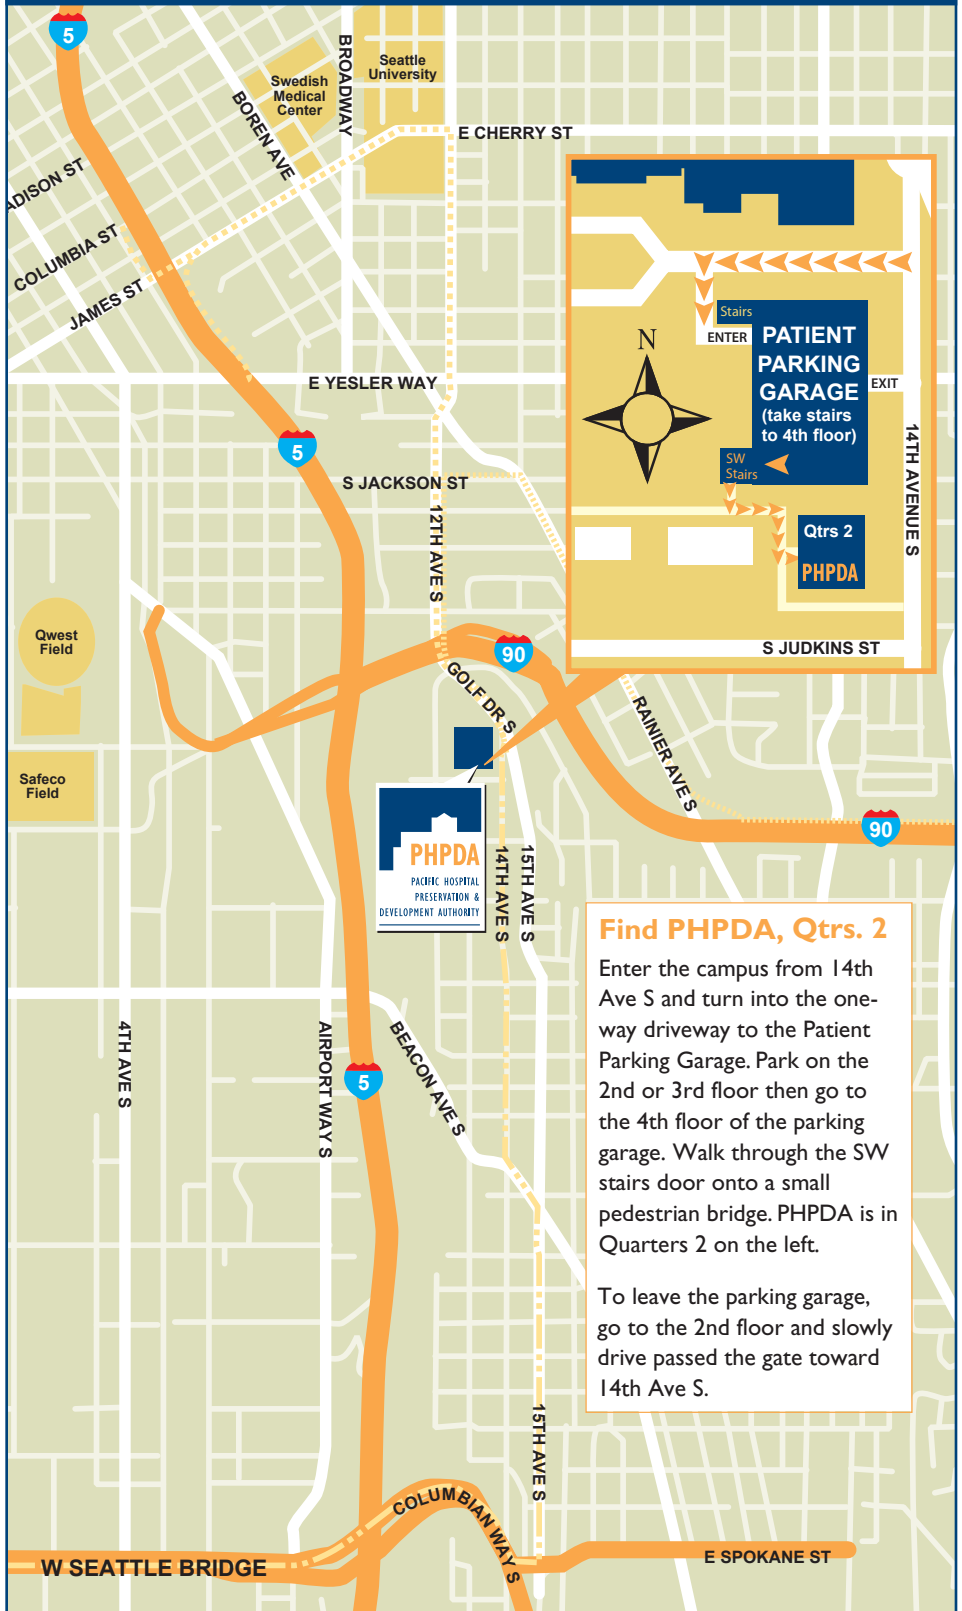 5
BROADWAY
Seattle
University
Swedish
Medical
Center
BOREN AVE
E CHERRY ST
ADISON ST
COLUMBIA ST
JAMES ST
E YESLER WAY
5
S JACKSON ST
12TH AVE S
N
Stairs
ENTER
PATIENT
PARKING
GARAGE
(take stairs
to 4th floor)
EXIT
SW
Stairs
14TH AVENUE S
Qtrs 2
PHPDA
S JUDKINS ST
Qwest
Field
90
GOLF DR S
RAINIER AVE S
Safeco
Field
90
PHPDA
PACIFIC HOSPITAL
PRESERVATION &
DEVELOPMENT AUTHORITY
14TH AVE S
15TH AVE S
Find PHPDA, Qtrs. 2
Enter the campus from 14th
Ave S and turn into the one-
way driveway to the Patient
Parking Garage. Park on the
2nd or 3rd floor then go to
the 4th floor of the parking
garage. Walk through the SW
stairs door onto a small
pedestrian bridge. PHPDA is in
Quarters 2 on the left.
To leave the parking garage,
go to the 2nd floor and slowly
drive passed the gate toward
14th Ave S.
4TH AVE S
AIRPORT WAY S
5
BEACON AVE S
15TH AVE S
COLUMBIAN WAY S
W SEATTLE BRIDGE
E SPOKANE ST